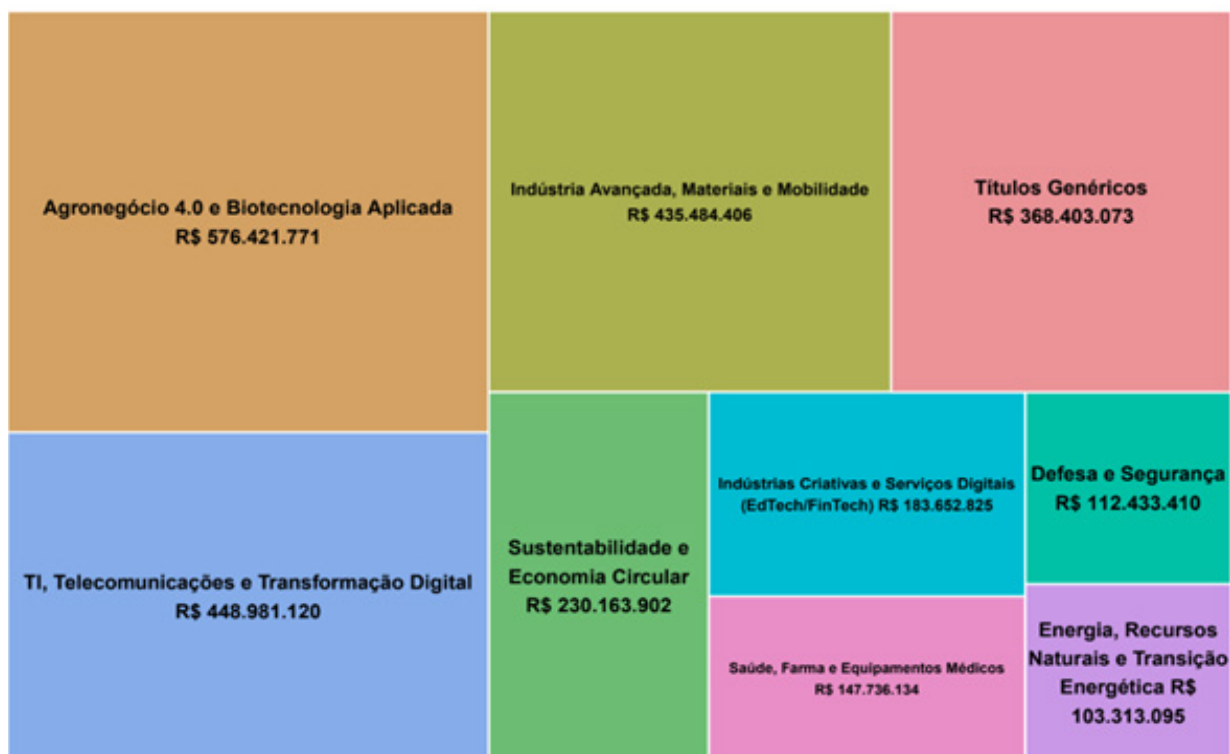 Agronegócio 4.0 e Biotecnologia Aplicada
R$ 576.421.771
Indústria Avançada, Materiais e Mobilidade
R$ 435.484.406
Títulos Genéricos
R$ 368.403.073
TI, Telecomunicações e Transformação Digital
R$ 448.981.120
Sustentabilidade e
Economia Circular
R$ 230.163.902
Indústrias Criativas e Serviços Digitais
(EdTech/FinTech) R$ 183.652.825
Defesa e Segurança
R$ 112.433.410
Saúde, Farma e Equipamentos Médicos
R$ 147.736.134
Energia, Recursos
Naturais e Transição
Energética R$
103.313.095